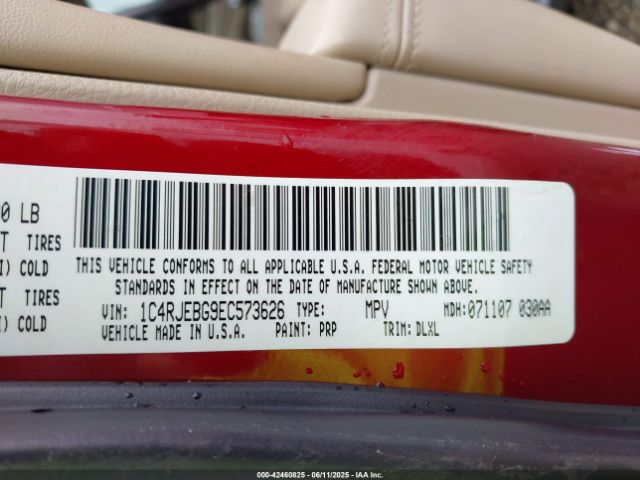 0 LB
T TIRES
I) COLD
T TIRES
I) COLD
THIS VEHICLE CONFORMS TO ALL APPLICABLE U.S.A. FEDERAL MOTOR VEHICLE SAFETY
STANDARDS IN EFFECT ON THE DATE OF MANUFACTURE SHOWN ABOVE.
VIN: 1C4RJEBG9EC573626 TYPE: MPV MDH: 071107 030AA
VEHICLE MADE IN U.S.A. PAINT: PRP TRIM: DLXL
000-42460825 - 06/11/2025 - IAA Inc.